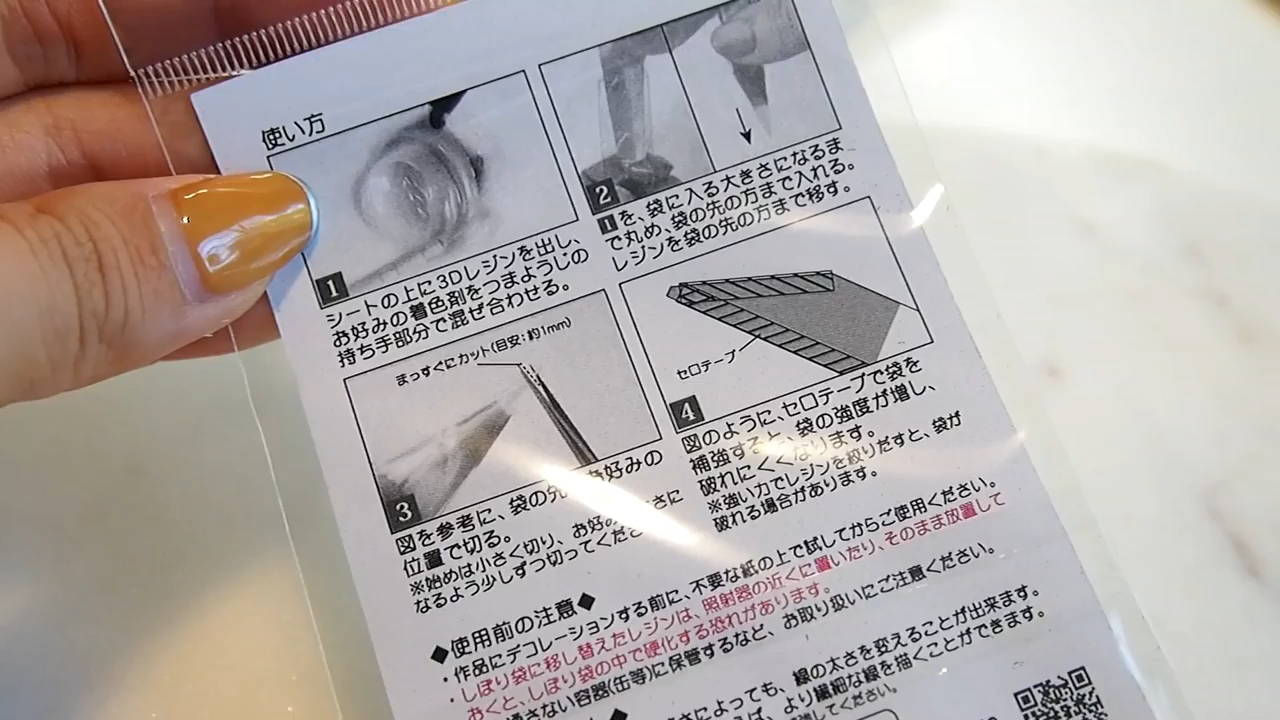 使い方
1
シートの上に3Dレジンを出し、
お好みの着色剤をつまようじの
持ち手部分で混ぜ合わせる。
2
1を、袋に入る大きさになるま
で丸め、袋の先の方まで入れる。
レジンを袋の先の方まで移す。
まっすぐにカット(目安:約1mm)
3
図を参考に、袋の先 お好みの
位置で切る。
※始めは小さく切り、お好 さに
なるよう少しずつ切ってくださ
セロテープ
4
図のように、セロテープで袋を
補強すると、袋の強度が増し、
破れにくくなります。
※強い力でレジンを絞りだすと、袋が
破れる場合があります。
◆使用前の注意◆
・作品にデコレーションする前に、不要な紙の上で試してからご使用ください。
・しぼり袋に移し替えたレジンは、照射器の近くに置いたり、そのまま放置して
おくと、しぼり袋の中で硬化する恐れがあります。
通さない容器(缶等)に保管するなど、お取り扱いにご注意ください。
◆
さによっても、線の太さを変えることが出来ます。
えば、より繊細な線を描くことができます。
強してください。